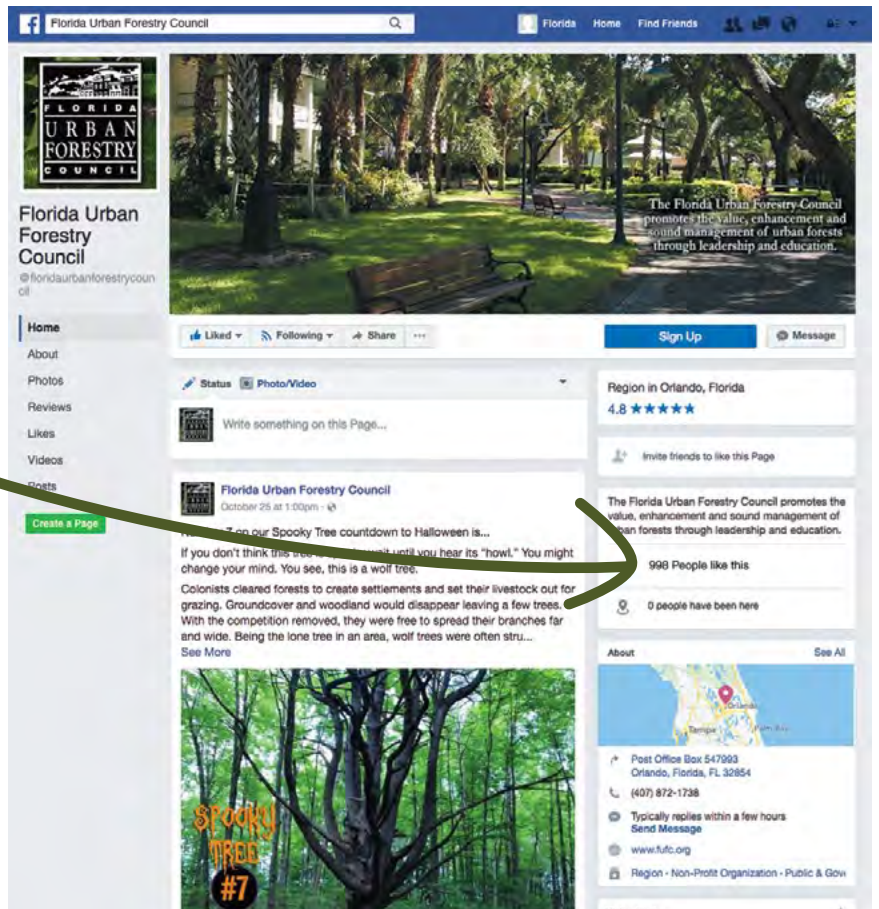 Florida Urban Forestry Council
Florida Home Find Friends
FLORIDA
URBAN
FORESTRY
COUNCIL
Florida Urban
Forestry
Council
@floridaurbanforestrycoun
cil
Home
About
Photos
Reviews
Likes
Videos
Posts
Create a Page
The Florida Urban Forestry Council
promotes the value, enhancement and
sound management of urban forests
through leadership and education.
Liked Following Share ...
Sign Up Message
Status Photo/Video
Write something on this Page...
Florida Urban Forestry Council
October 25 at 1:00pm
7 on our Spooky Tree countdown to Halloween is...
If you don't think this tree wait until you hear its "howl." You might
change your mind. You see, this is a wolf tree.
Colonists cleared forests to create settlements and set their livestock out for
grazing. Groundcover and woodland would disappear leaving a few trees.
With the competition removed, they were free to spread their branches far
and wide. Being the lone tree in an area, wolf trees were often stru...
See More
SPOOKY
TREE
#7
Region in Orlando, Florida
4.8 ★★★★★
Invite friends to like this Page
The Florida Urban Forestry Council promotes the
value, enhancement and sound management of
urban forests through leadership and education.
998 People like this
0 people have been here
About See All
Orlando
Tampa
Palm Bay
Post Office Box 547993
Orlando, Florida, FL 32854
(407) 872-1738
Typically replies within a few hours
Send Message
www.fufc.org
Region · Non-Profit Organization · Public & Gov